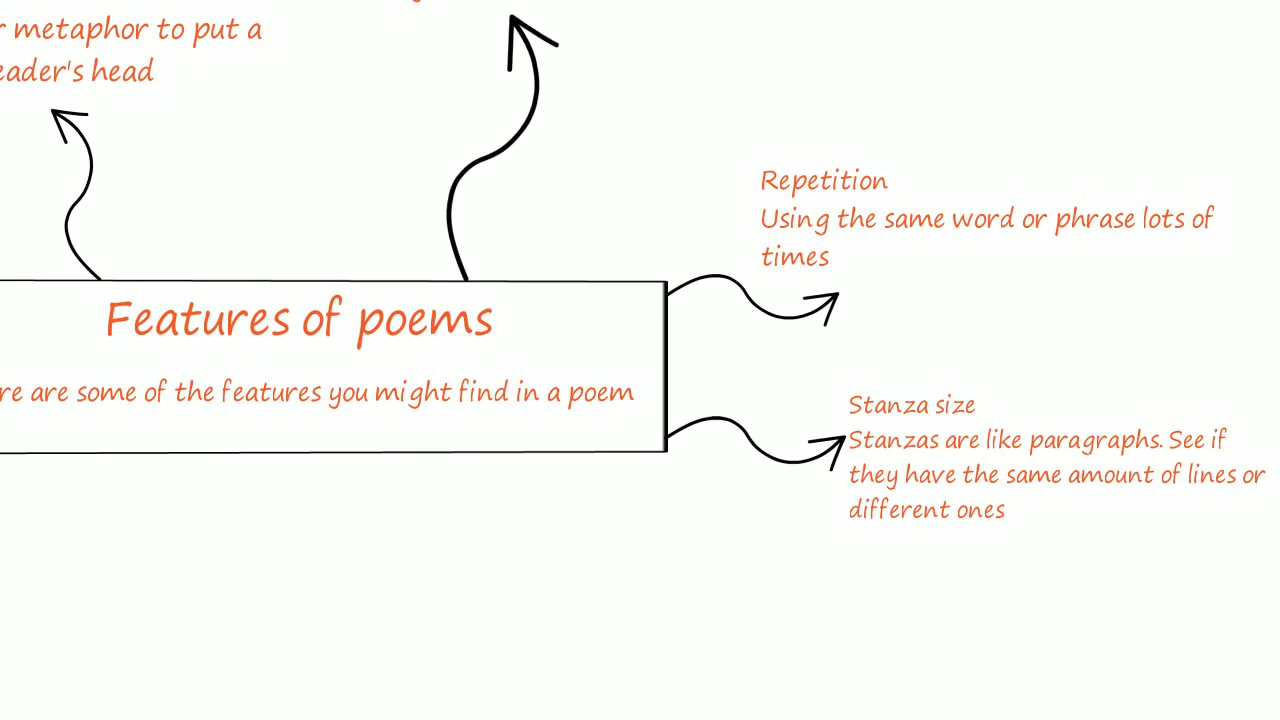 metaphor to put a
head
Repetition
Using the same word or phrase lots of
times
Features of poems
are some of the features you might find in a poem
Stanza size
Stanzas are like paragraphs. See if
they have the same amount of lines or
different ones